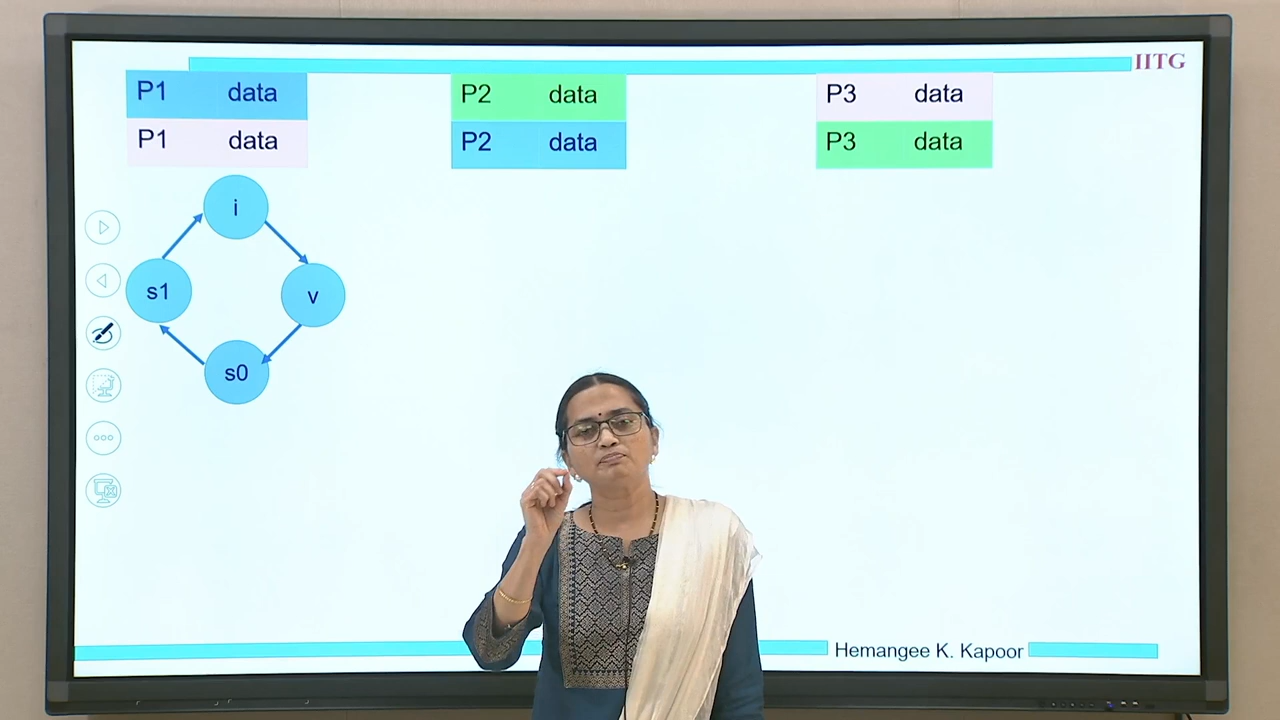 IITG
P1 data P2 data P3 data
P1 data P2 data P3 data
i
s1 v
s0
Hemangee K. Kapoor